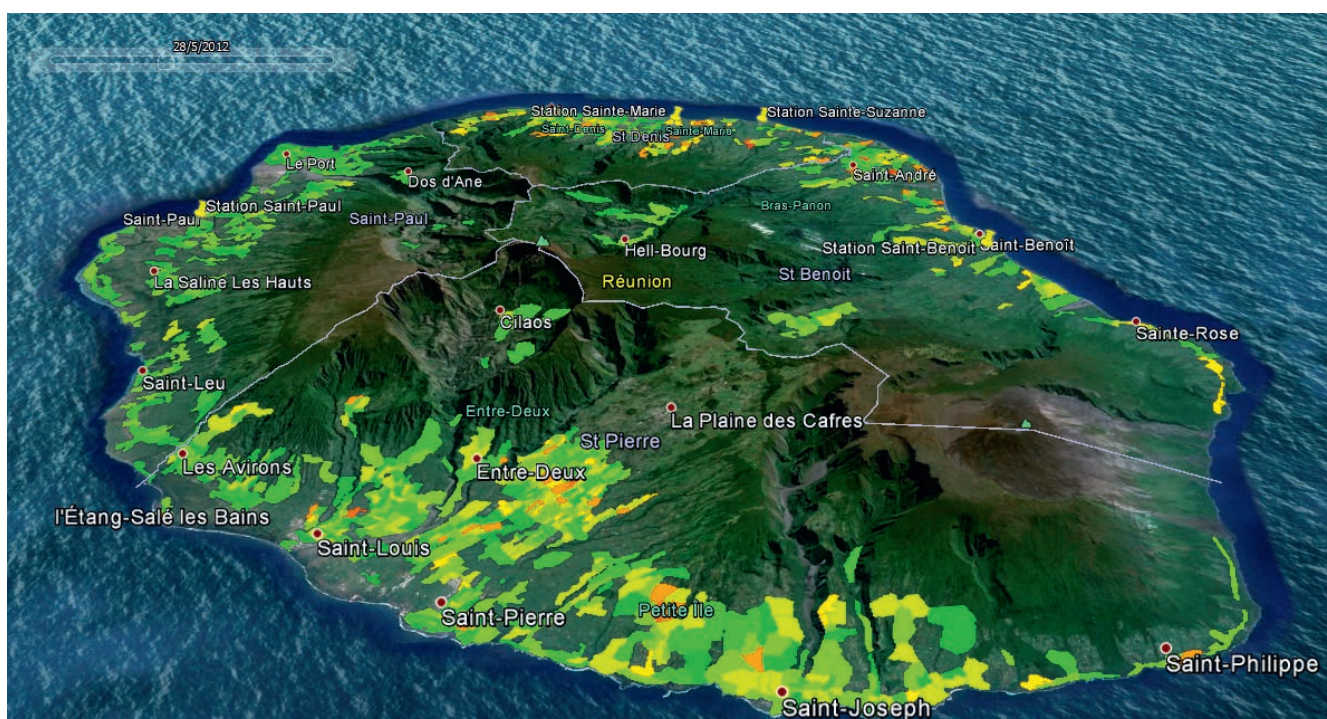 28/5/2012
Station Sainte-Marie
Station Sainte-Suzanne
Saint-Denis
St Denis
Sainte-Marie
Le Port
Dos d'Ane
Saint-André
Saint-Paul
Station Saint-Paul
Saint-Paul
Bras-Panon
Hell-Bourg
Station Saint-Benoit
Saint-Benoît
La Saline Les Hauts
Réunion
St Benoit
Cilaos
Sainte-Rose
Saint-Leu
Entre-Deux
La Plaine des Cafres
St Pierre
Les Avirons
Entre-Deux
l'Étang-Salé les Bains
Saint-Louis
Saint-Pierre
Petite Île
Saint-Philippe
Saint-Joseph